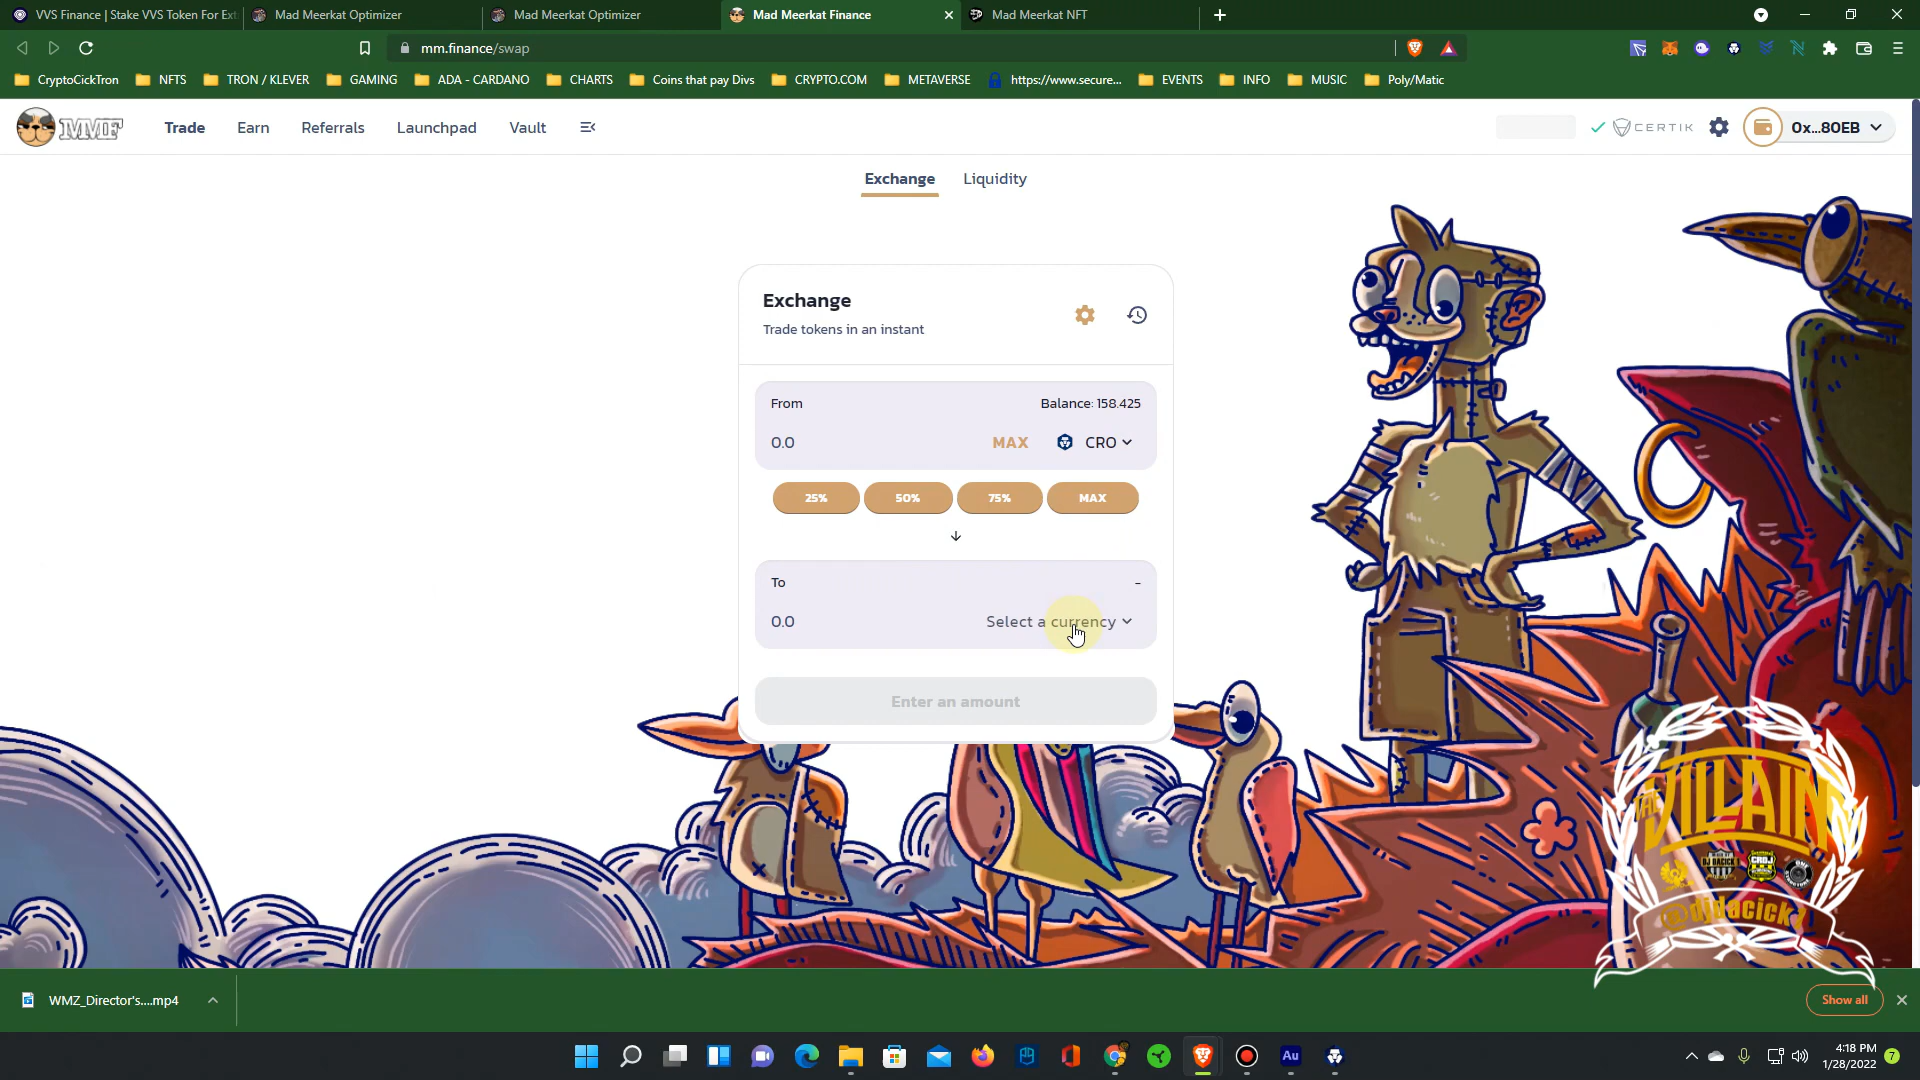 VVS Finance | Stake VVS Token For Ext
Mad Meerkat Optimizer
Mad Meerkat Optimizer
Mad Meerkat Finance
Mad Meerkat NFT
mm.finance/swap
CryptoCickTron
NFTS
TRON / KLEVER
GAMING
ADA - CARDANO
CHARTS
Coins that pay Divs
CRYPTO.COM
METAVERSE
https://www.secure...
EVENTS
INFO
MUSIC
Poly/Matic
MMF
Trade
Earn
Referrals
Launchpad
Vault
CERTIK
0x...80EB
Exchange
Liquidity
Exchange
Trade tokens in an instant
From
Balance: 158.425
0.0
MAX
CRO
25%
50%
75%
MAX
To
-
0.0
Select a currency
Enter an amount
VILLAIN
@djdacick1
WMZ_Director's....mp4
Show all
Au
4:18 PM
1/28/2022
7